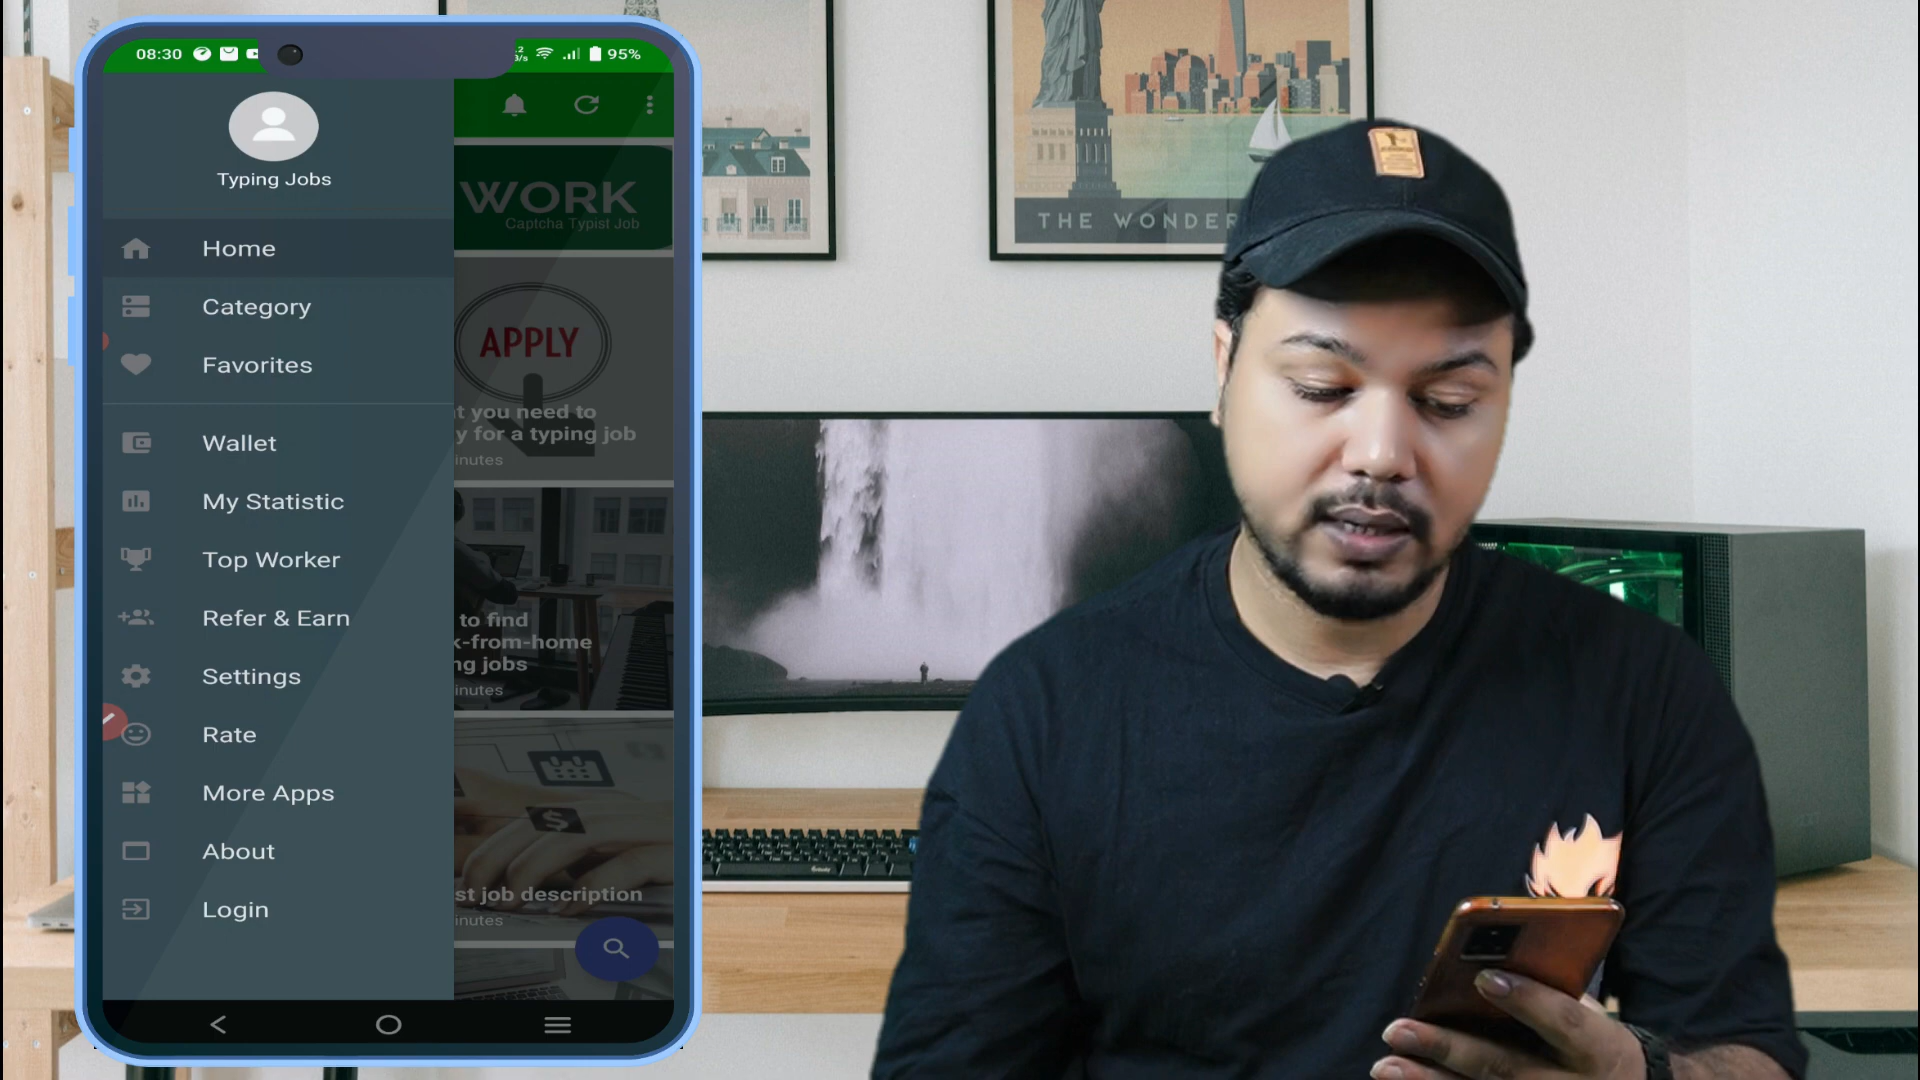 08:30
95%
Typing Jobs
Home
Category
Favorites
Wallet
My Statistic
Top Worker
Refer & Earn
Settings
Rate
More Apps
About
Login
WORK
Captcha Typist Job
APPLY
t you need to
y for a typing job
inutes
to find
k-from-home
ng jobs
inutes
st job description
inutes
THE WONDER